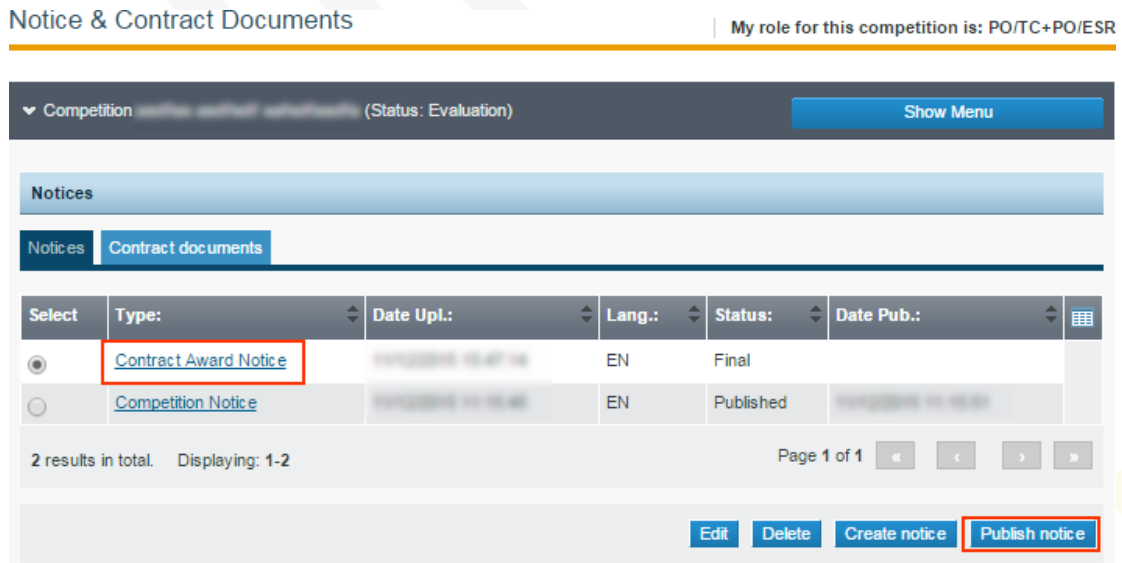 Notice & Contract Documents
My role for this competition is: PO/TC+PO/ESR
Competition (Status: Evaluation)
Show Menu
Notices
Notices Contract documents
Select Type: Date Upl.: Lang.: Status: Date Pub.:
Contract Award Notice EN Final
Competition Notice EN Published
2 results in total. Displaying: 1-2 Page 1 of 1 « ‹ › »
Edit Delete Create notice Publish notice